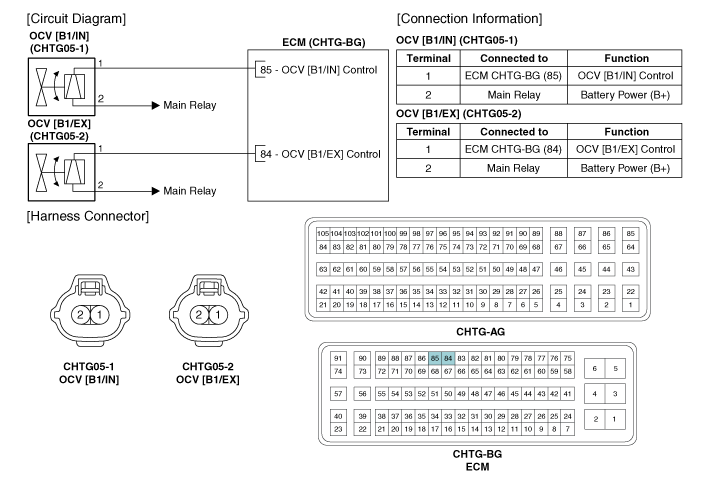 [Circuit Diagram]
OCV [B1/IN]
(CHTG05-1)
ECM (CHTG-BG)
1
85 - OCV [B1/IN] Control
2
Main Relay
OCV [B1/EX]
(CHTG05-2)
1
84 - OCV [B1/EX] Control
2
Main Relay
[Connection Information]
OCV [B1/IN] (CHTG05-1)
Terminal Connected to Function
1 ECM CHTG-BG (85) OCV [B1/IN] Control
2 Main Relay Battery Power (B+)
OCV [B1/EX] (CHTG05-2)
Terminal Connected to Function
1 ECM CHTG-BG (84) OCV [B1/EX] Control
2 Main Relay Battery Power (B+)
[Harness Connector]
2 1
CHTG05-1
OCV [B1/IN]
2 1
CHTG05-2
OCV [B1/EX]
105 104 103 102 101 100 99 98 97 96 95 94 93 92 91 90 89 88 87 86 85
84 83 82 81 80 79 78 77 76 75 74 73 72 71 70 69 68 67 66 65 64
63 62 61 60 59 58 57 56 55 54 53 52 51 50 49 48 47 46 45 44 43
42 41 40 39 38 37 36 35 34 33 32 31 30 29 28 27 26 25 24 23 22
21 20 19 18 17 16 15 14 13 12 11 10 9 8 7 6 5 4 3 2 1
CHTG-AG
91 90 89 88 87 86 85 84 83 82 81 80 79 78 77 76 75
74 73 72 71 70 69 68 67 66 65 64 63 62 61 60 59 58
6 5
57 56 55 54 53 52 51 50 49 48 47 46 45 44 43 42 41
4 3
40 39 38 37 36 35 34 33 32 31 30 29 28 27 26 25 24
23 22 21 20 19 18 17 16 15 14 13 12 11 10 9 8 7
2 1
CHTG-BG
ECM